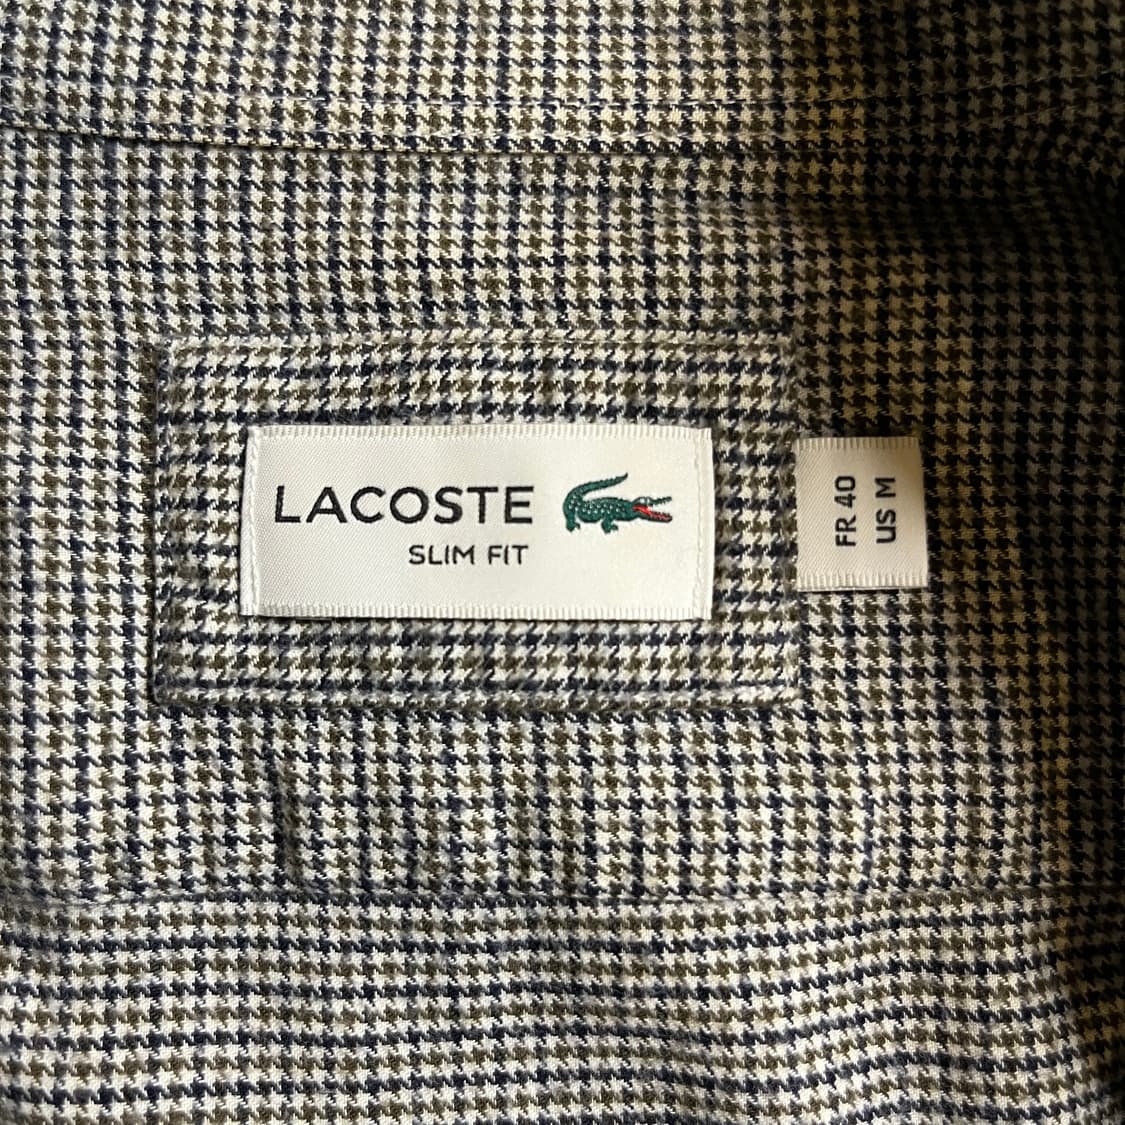 LACOSTE
SLIM FIT
FR 40
US M